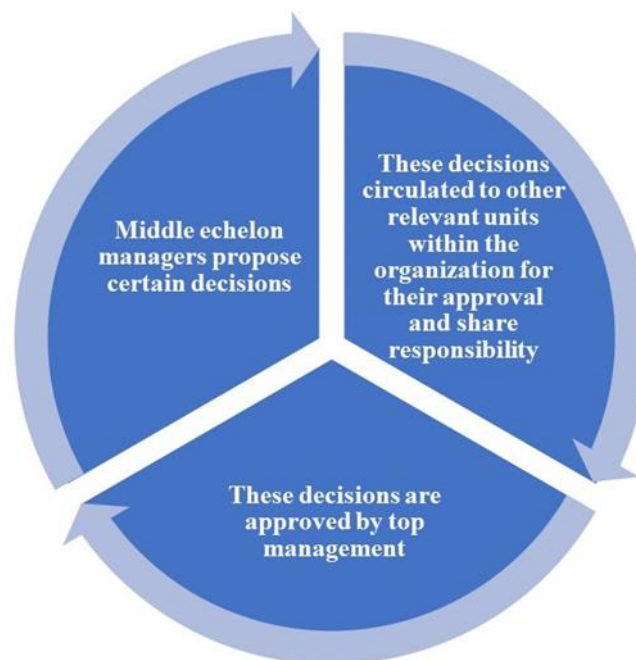 Middle echelon
managers propose
certain decisions
These decisions
circulated to other
relevant units
within the
organization for
their approval
and share
responsibility
These decisions are
approved by top
management